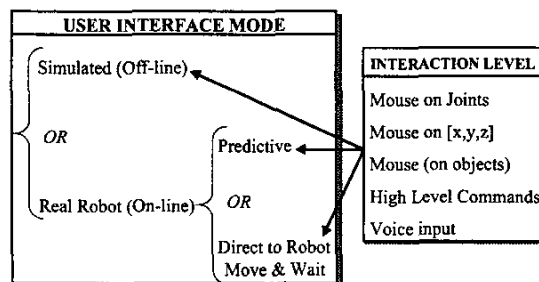 USER INTERFACE MODE
Simulated (Off-line)
OR
Real Robot (On-line)
Predictive
OR
Direct to Robot
Move & Wait
INTERACTION LEVEL
Mouse on Joints
Mouse on [x,y,z]
Mouse (on objects)
High Level Commands
Voice input